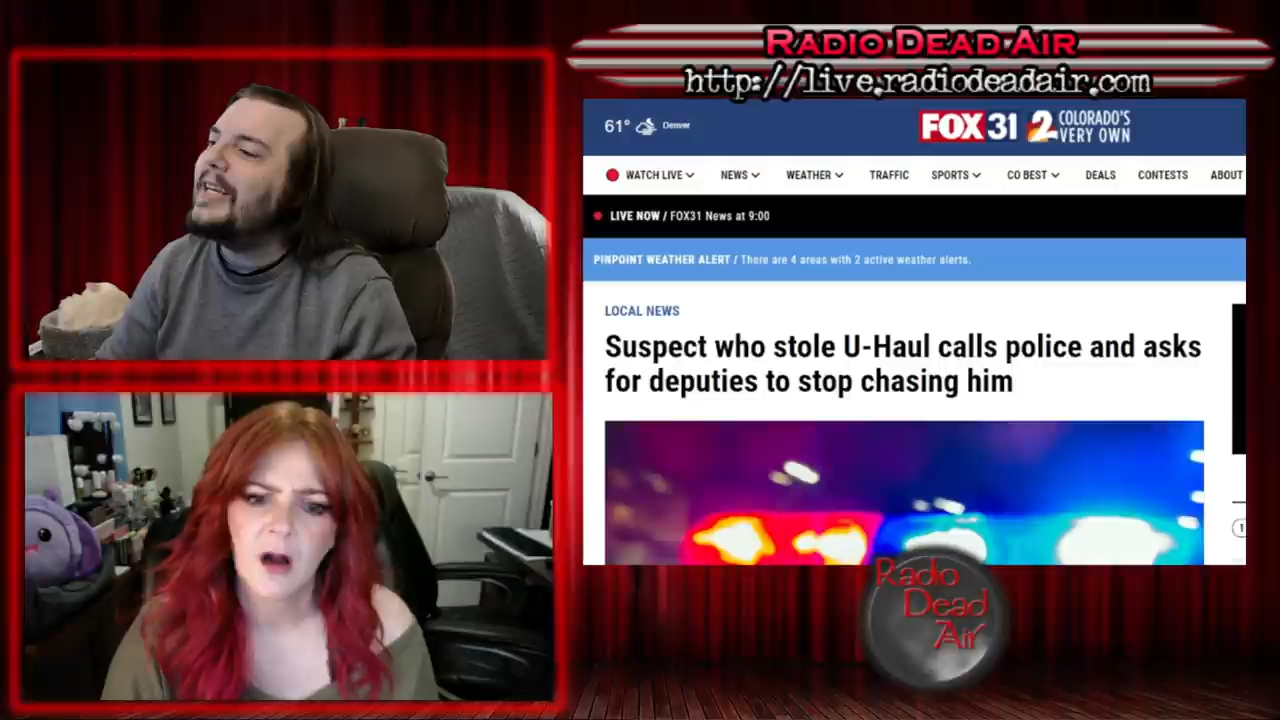 Radio Dead Air
http://live.radiodeadair.com
61° Denver
FOX 31 2 COLORADO'S VERY OWN
WATCH LIVE NEWS WEATHER TRAFFIC SPORTS CO BEST DEALS CONTESTS ABOUT
LIVE NOW / FOX31 News at 9:00
PINPOINT WEATHER ALERT / There are 4 areas with 2 active weather alerts.
LOCAL NEWS
Suspect who stole U-Haul calls police and asks
for deputies to stop chasing him
1
Radio
Dead
Air